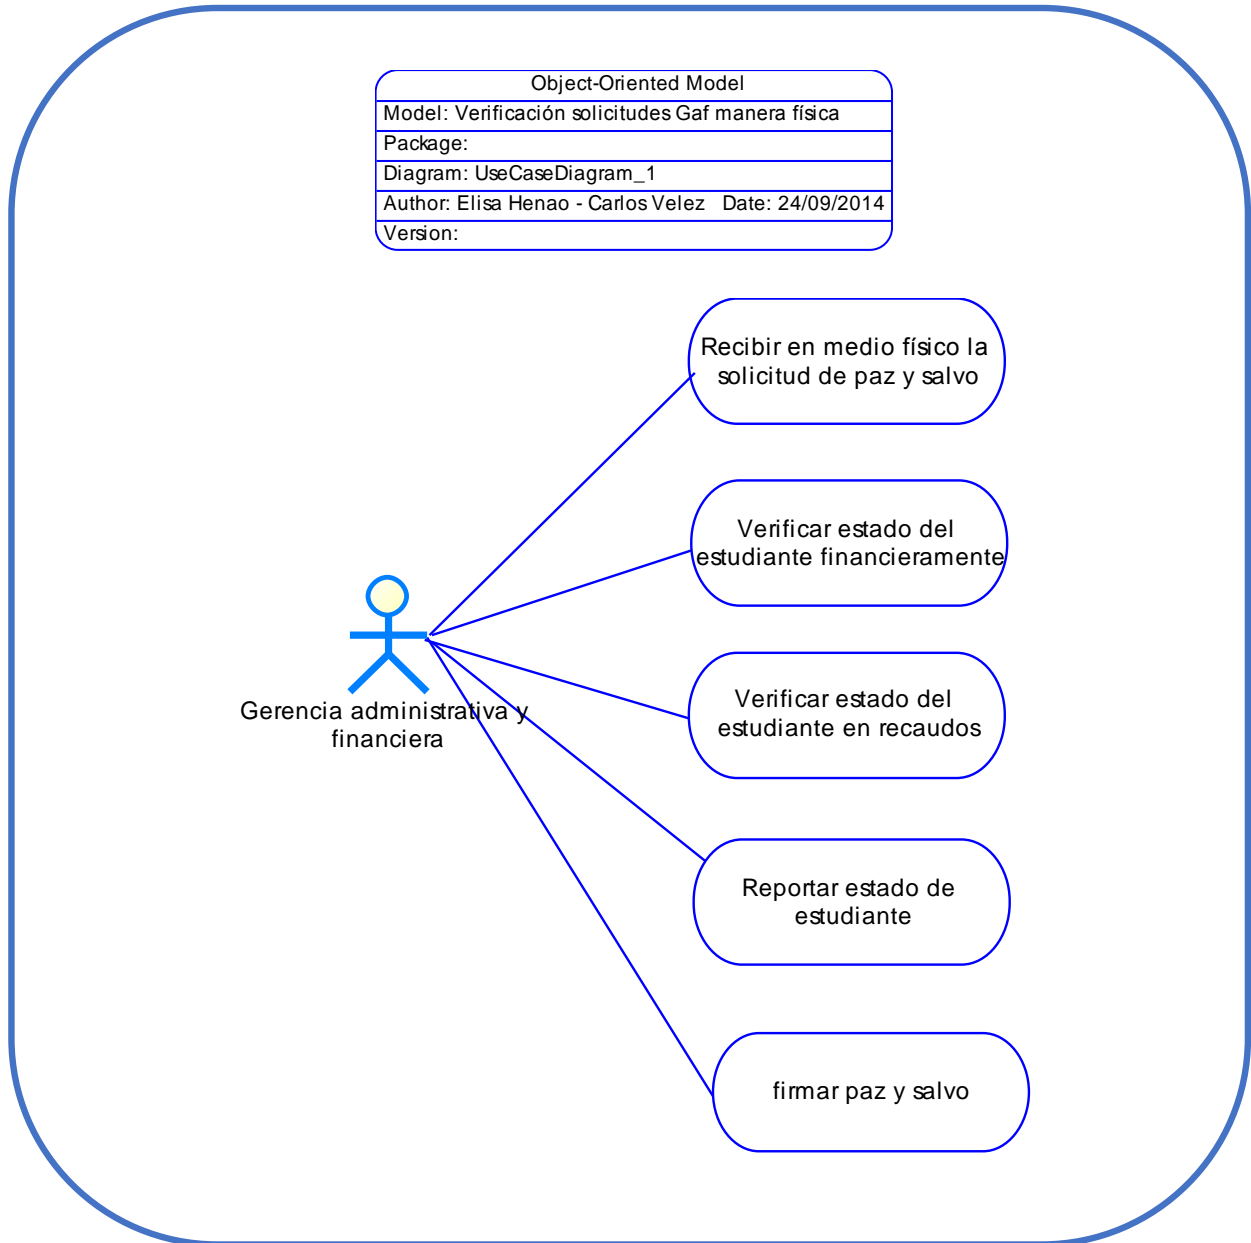 Object-Oriented Model
Model: Verificación solicitudes Gaf manera física
Package:
Diagram: UseCaseDiagram_1
Author: Elisa Henao - Carlos Velez Date: 24/09/2014
Version:
Recibir en medio físico la
solicitud de paz y salvo
Verificar estado del
estudiante financieramente
Gerencia administrativa y
financiera
Verificar estado del
estudiante en recaudos
Reportar estado de
estudiante
firmar paz y salvo